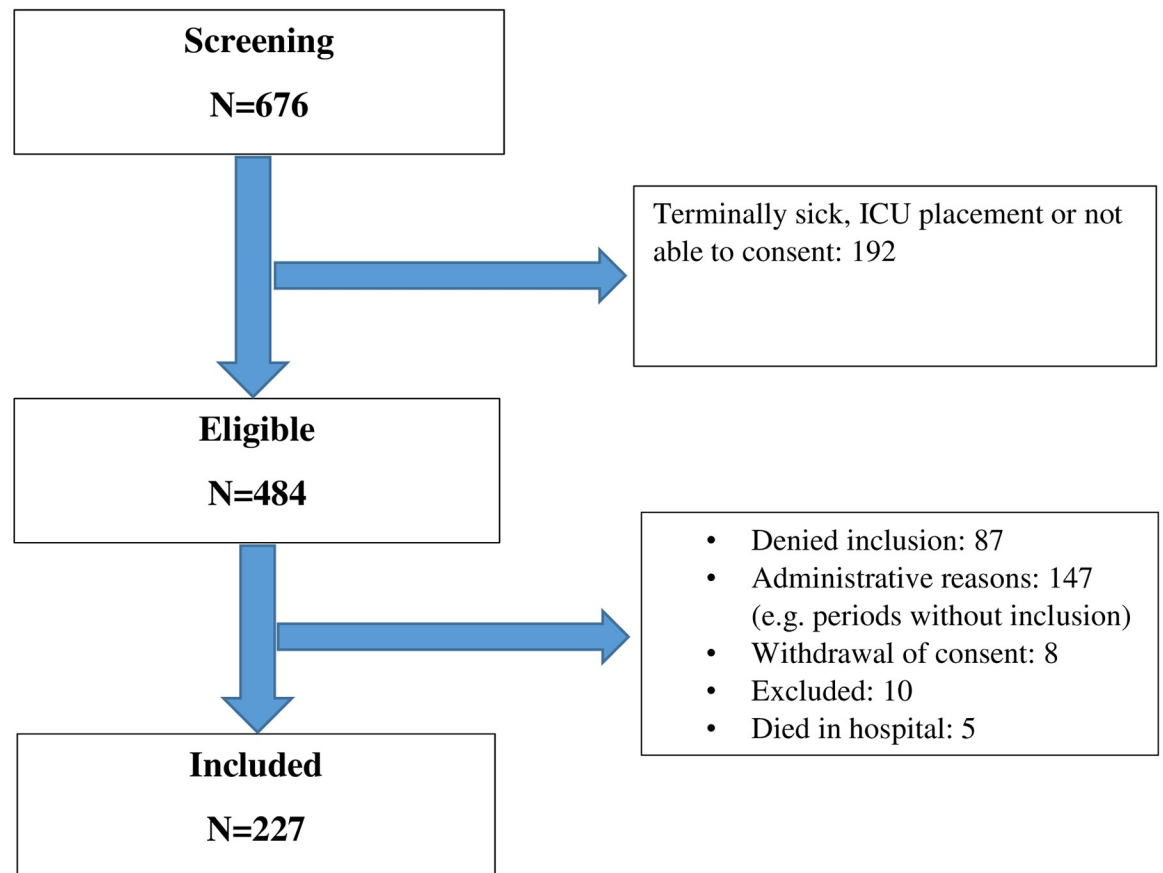 Screening
N=676
Terminally sick, ICU placement or not
able to consent: 192
Eligible
N=484
• Denied inclusion: 87
• Administrative reasons: 147
(e.g. periods without inclusion)
• Withdrawal of consent: 8
• Excluded: 10
• Died in hospital: 5
Included
N=227